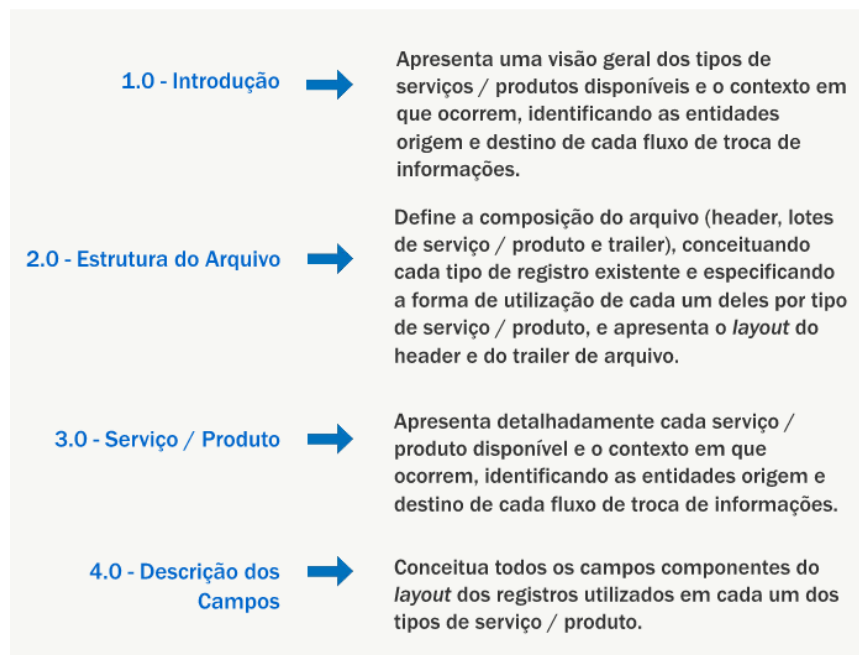 1.0 - Introdução
Apresenta uma visão geral dos tipos de
serviços / produtos disponíveis e o contexto em
que ocorrem, identificando as entidades
origem e destino de cada fluxo de troca de
informações.
2.0 - Estrutura do Arquivo
Define a composição do arquivo (header, lotes
de serviço / produto e trailer), conceituando
cada tipo de registro existente e especificando
a forma de utilização de cada um deles por tipo
de serviço / produto, e apresenta o layout do
header e do trailer de arquivo.
3.0 - Serviço / Produto
Apresenta detalhadamente cada serviço /
produto disponível e o contexto em que
ocorrem, identificando as entidades origem e
destino de cada fluxo de troca de informações.
4.0 - Descrição dos
Campos
Conceitua todos os campos componentes do
layout dos registros utilizados em cada um dos
tipos de serviço / produto.